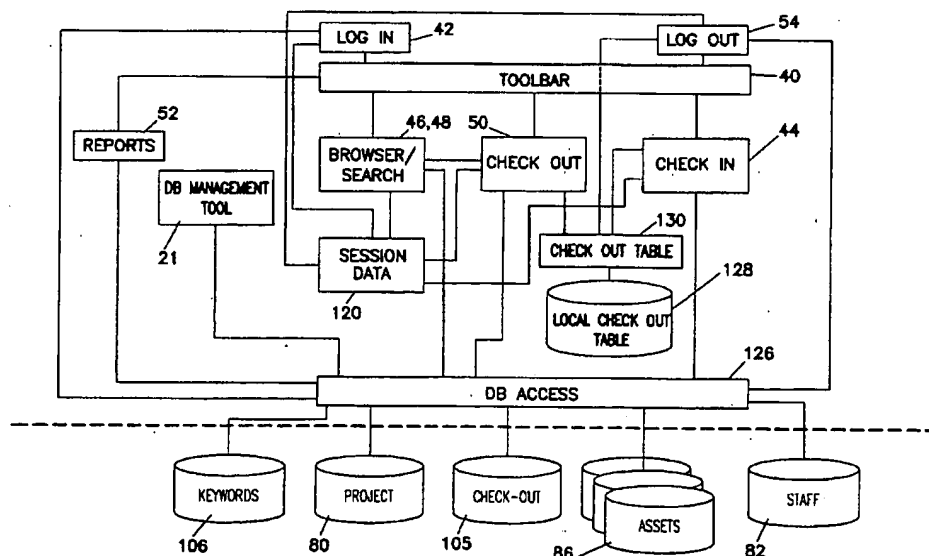 LOG IN
42
LOG OUT
54
TOOLBAR
40
52
REPORTS
46,48
BROWSER/
SEARCH
50
CHECK OUT
CHECK IN
44
DB MANAGEMENT
TOOL
21
SESSION
DATA
120
130
CHECK OUT TABLE
128
LOCAL CHECK OUT
TABLE
126
DB ACCESS
KEYWORDS
106
PROJECT
80
CHECK-OUT
105
ASSETS
86
STAFF
82